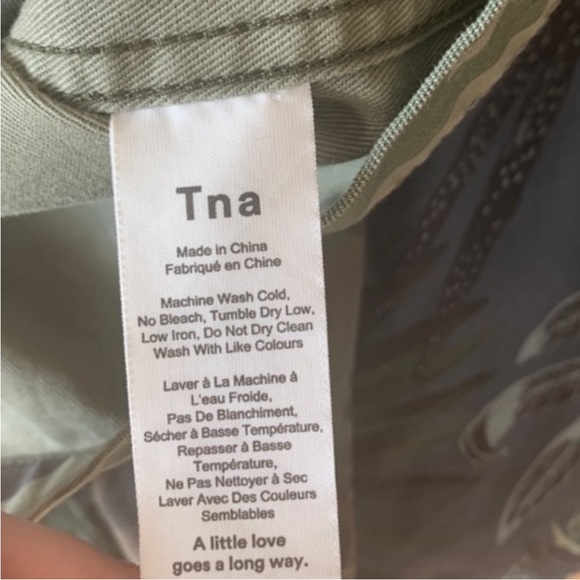 Tna
Made in China
Fabriqué en Chine
Machine Wash Cold,
No Bleach, Tumble Dry Low,
Low Iron, Do Not Dry Clean
Wash With Like Colours
Laver à La Machine à
L'eau Froide,
Pas De Blanchiment,
Sécher à Basse Température,
Repasser à Basse
Température,
Ne Pas Nettoyer à Sec
Laver Avec Des Couleurs
Semblables
A little love
goes a long way.